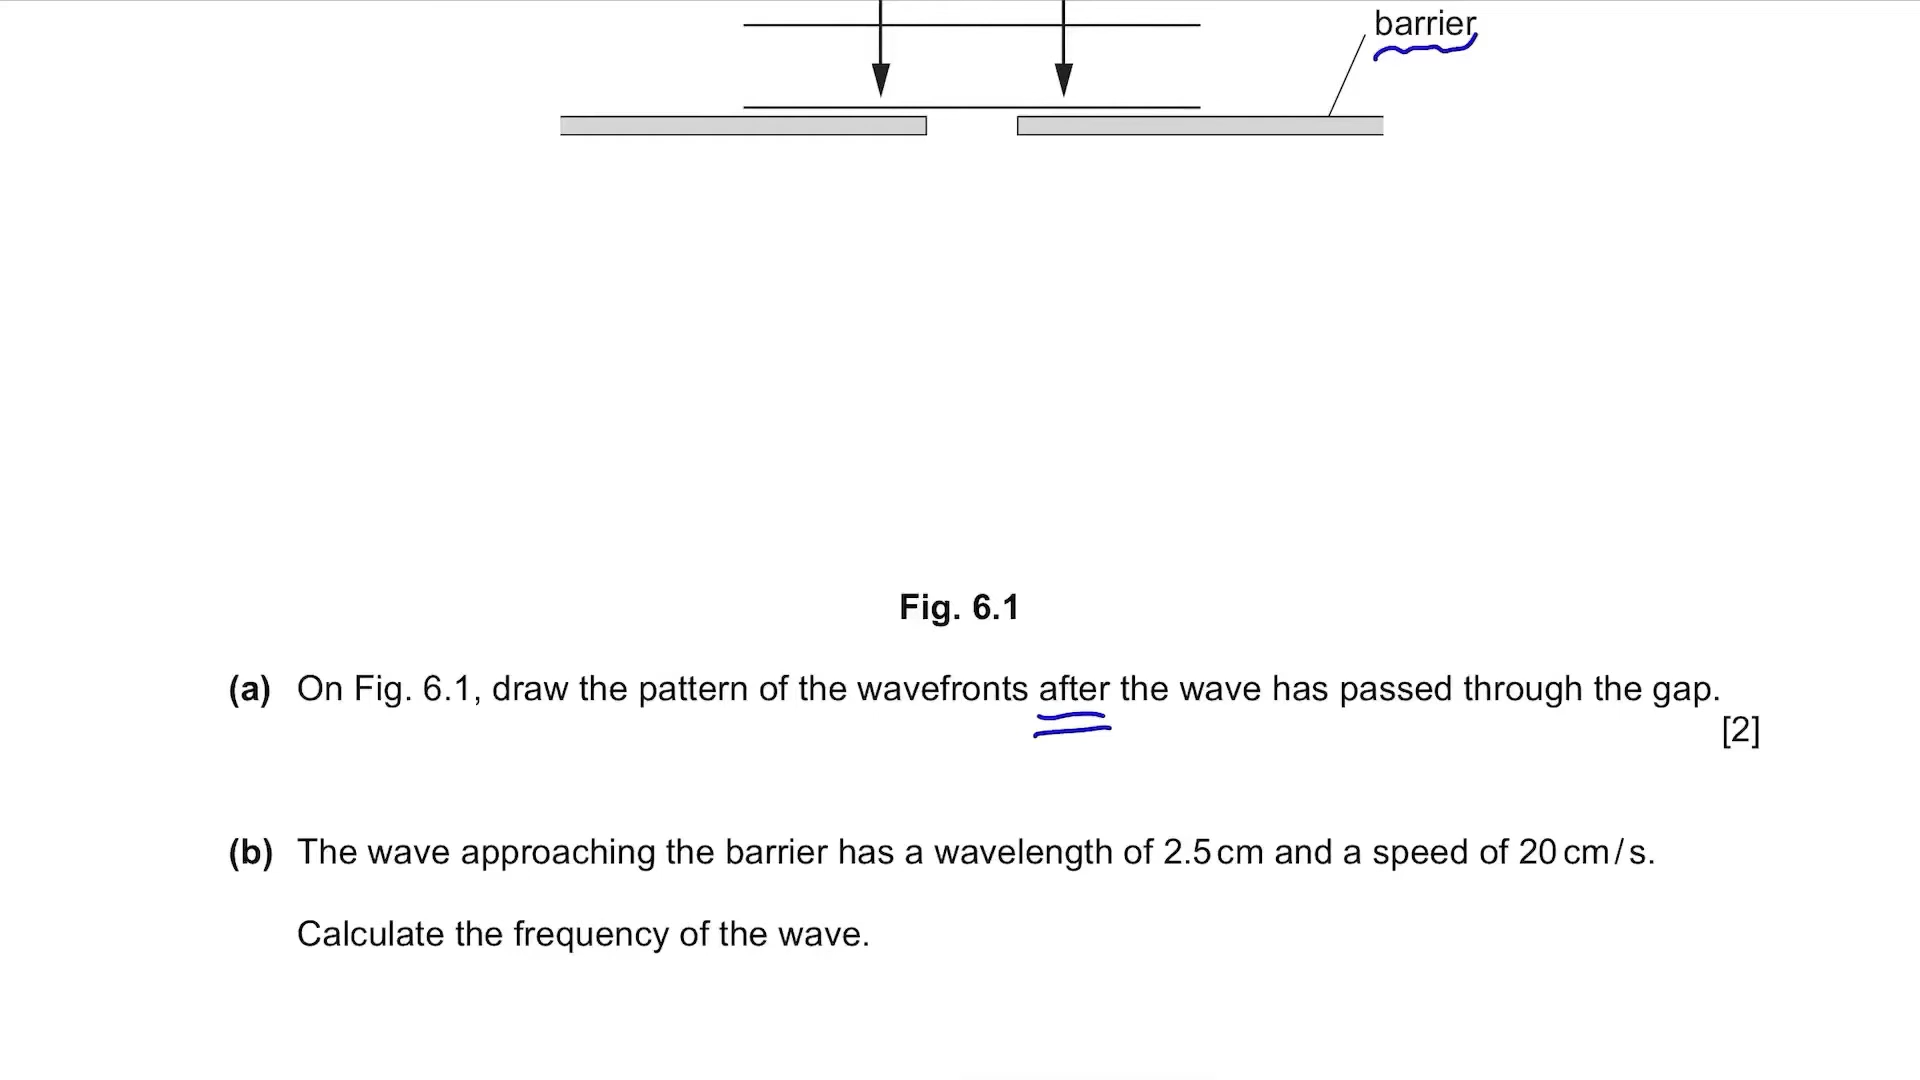 barrier
Fig. 6.1
(a) On Fig. 6.1, draw the pattern of the wavefronts after the wave has passed through the gap.
[2]
(b) The wave approaching the barrier has a wavelength of 2.5 cm and a speed of 20 cm/s.
Calculate the frequency of the wave.